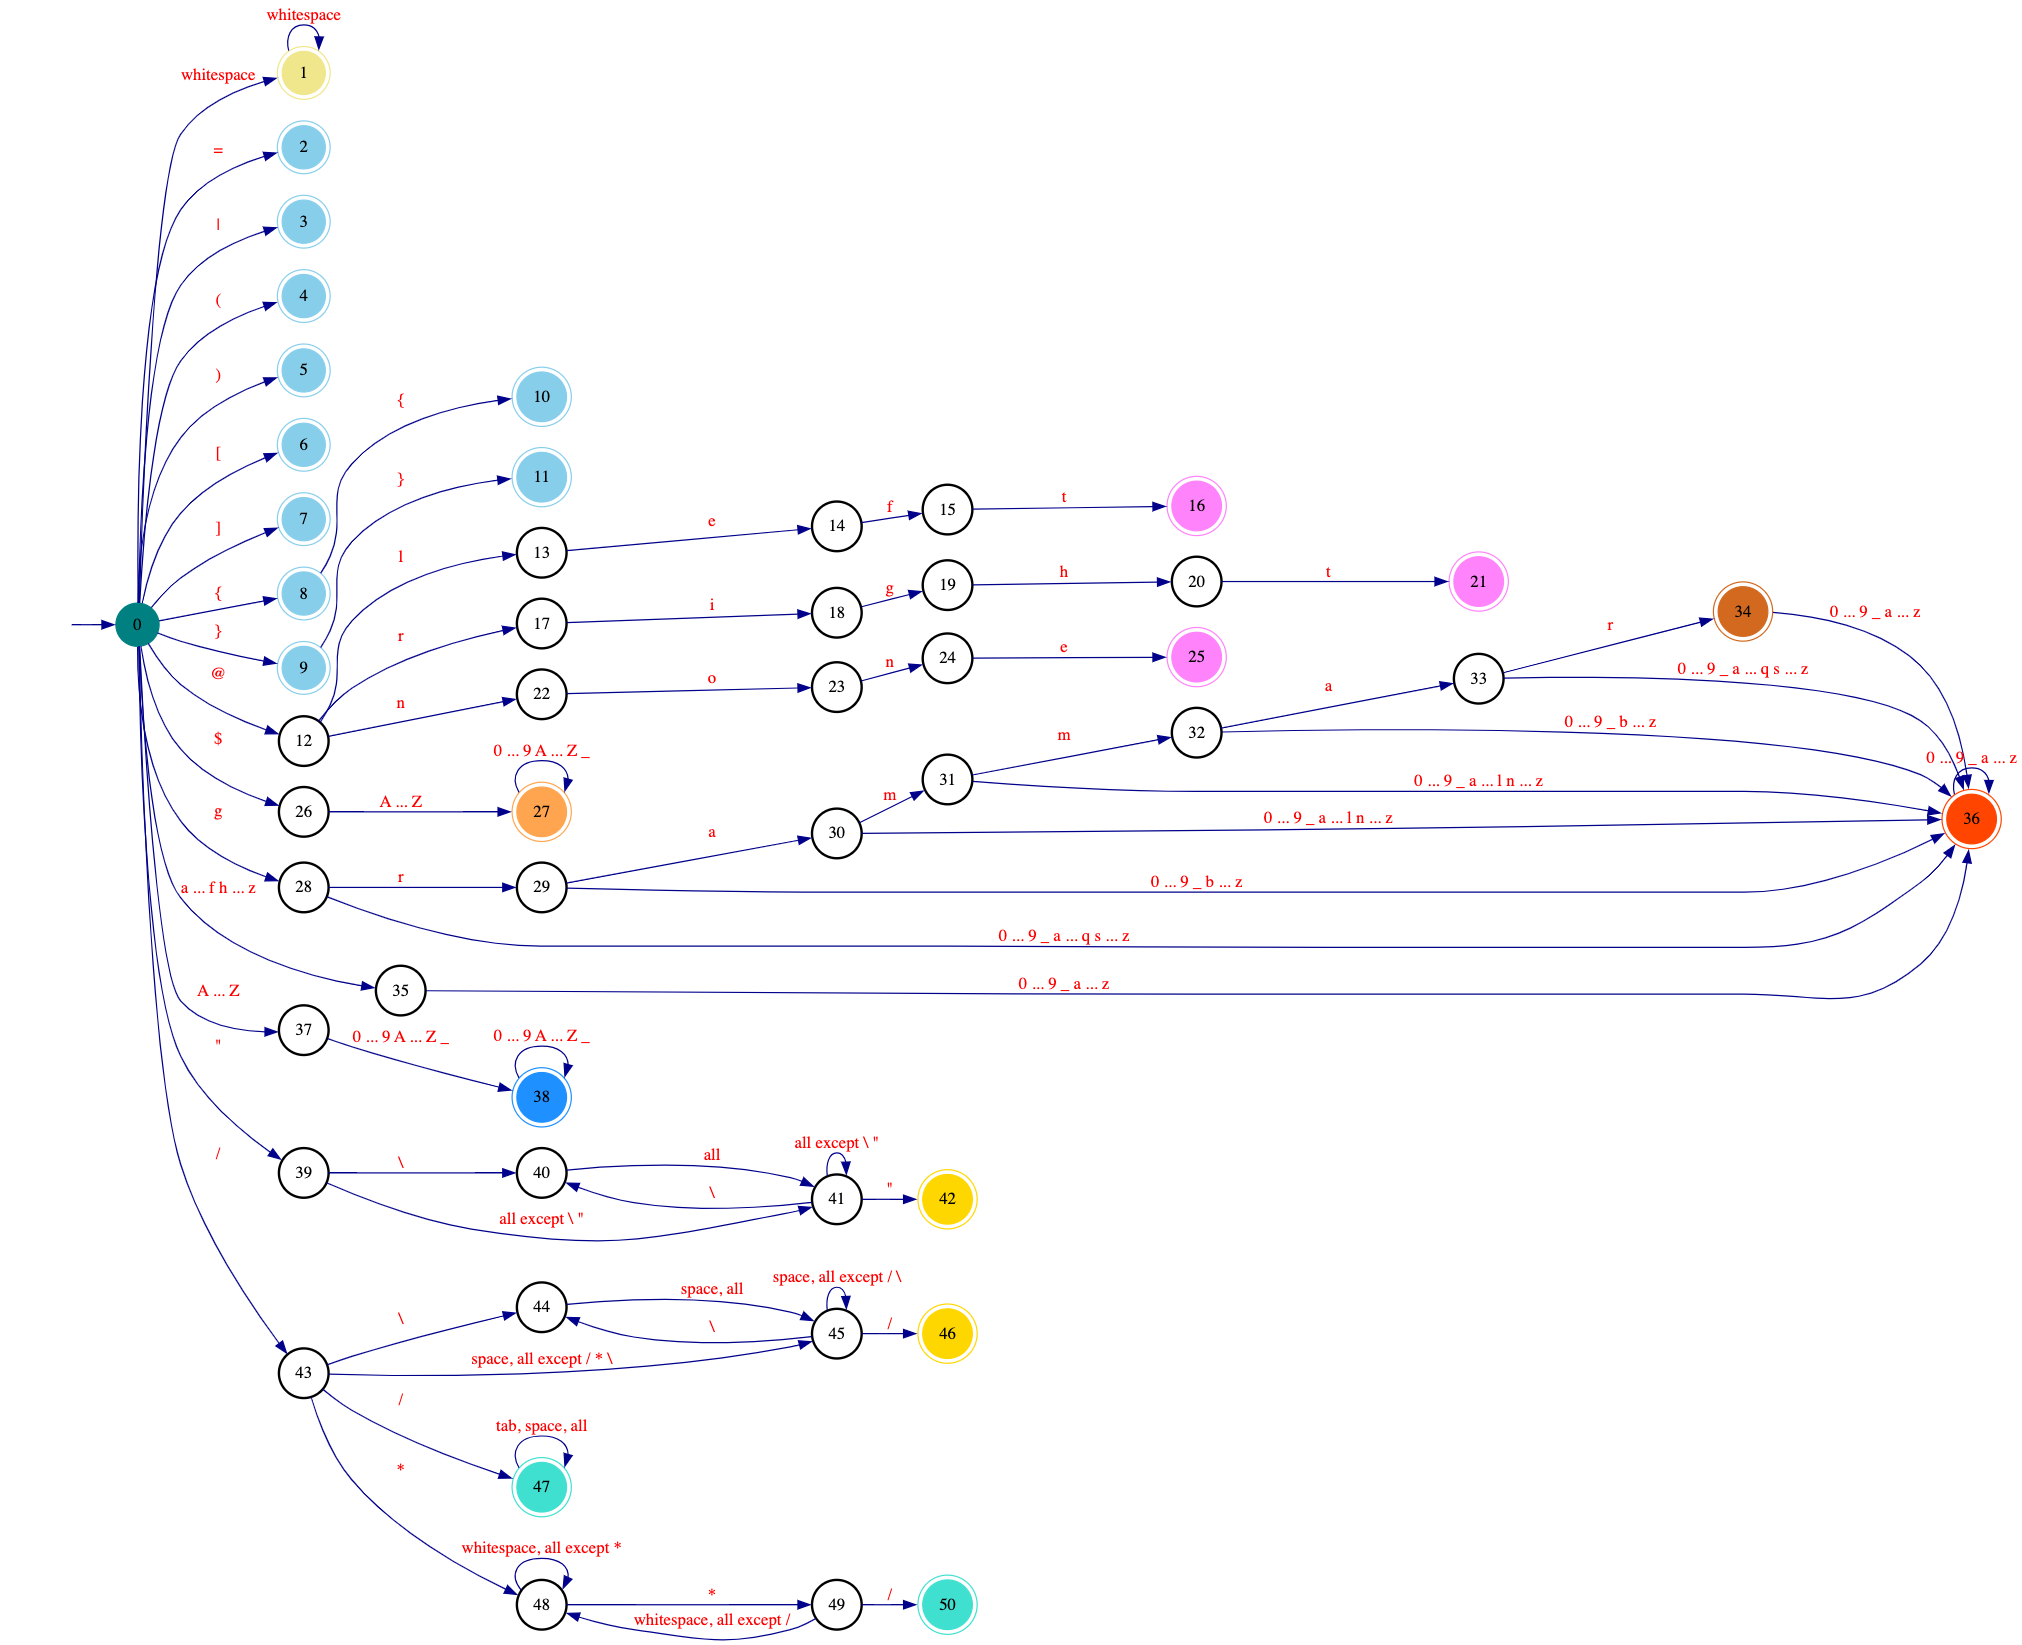 whitespace
whitespace
1
=
2
|
3
(
4
)
5
[
6
]
7
{
8
}
9
0
@
12
{
10
}
11
l
13
e
14
f
15
t
16
r
17
i
18
g
19
h
20
t
21
n
22
o
23
n
24
e
25
$
26
A ... Z
0 ... 9 A ... Z _
27
g
28
r
29
a
30
m
31
m
32
a
33
r
34
0 ... 9 _ a ... z
0 ... 9 _ a ... q s ... z
0 ... 9 _ b ... z
0 ... 9 _ a ... l n ... z
0 ... 9 _ a ... l n ... z
0 ... 9 _ b ... z
0 ... 9 _ a ... q s ... z
0 ... 9 _ a ... z
36
a ... f h ... z
35
0 ... 9 _ a ... z
A ... Z
37
0 ... 9 A ... Z _
0 ... 9 A ... Z _
38
"
39
\
40
all
\
all except \ "
all except \ "
41
"
42
/
43
\
44
space, all
\
space, all except / * \
space, all except / \
45
/
46
/
tab, space, all
47
*
whitespace, all except *
48
*
whitespace, all except /
49
/
50